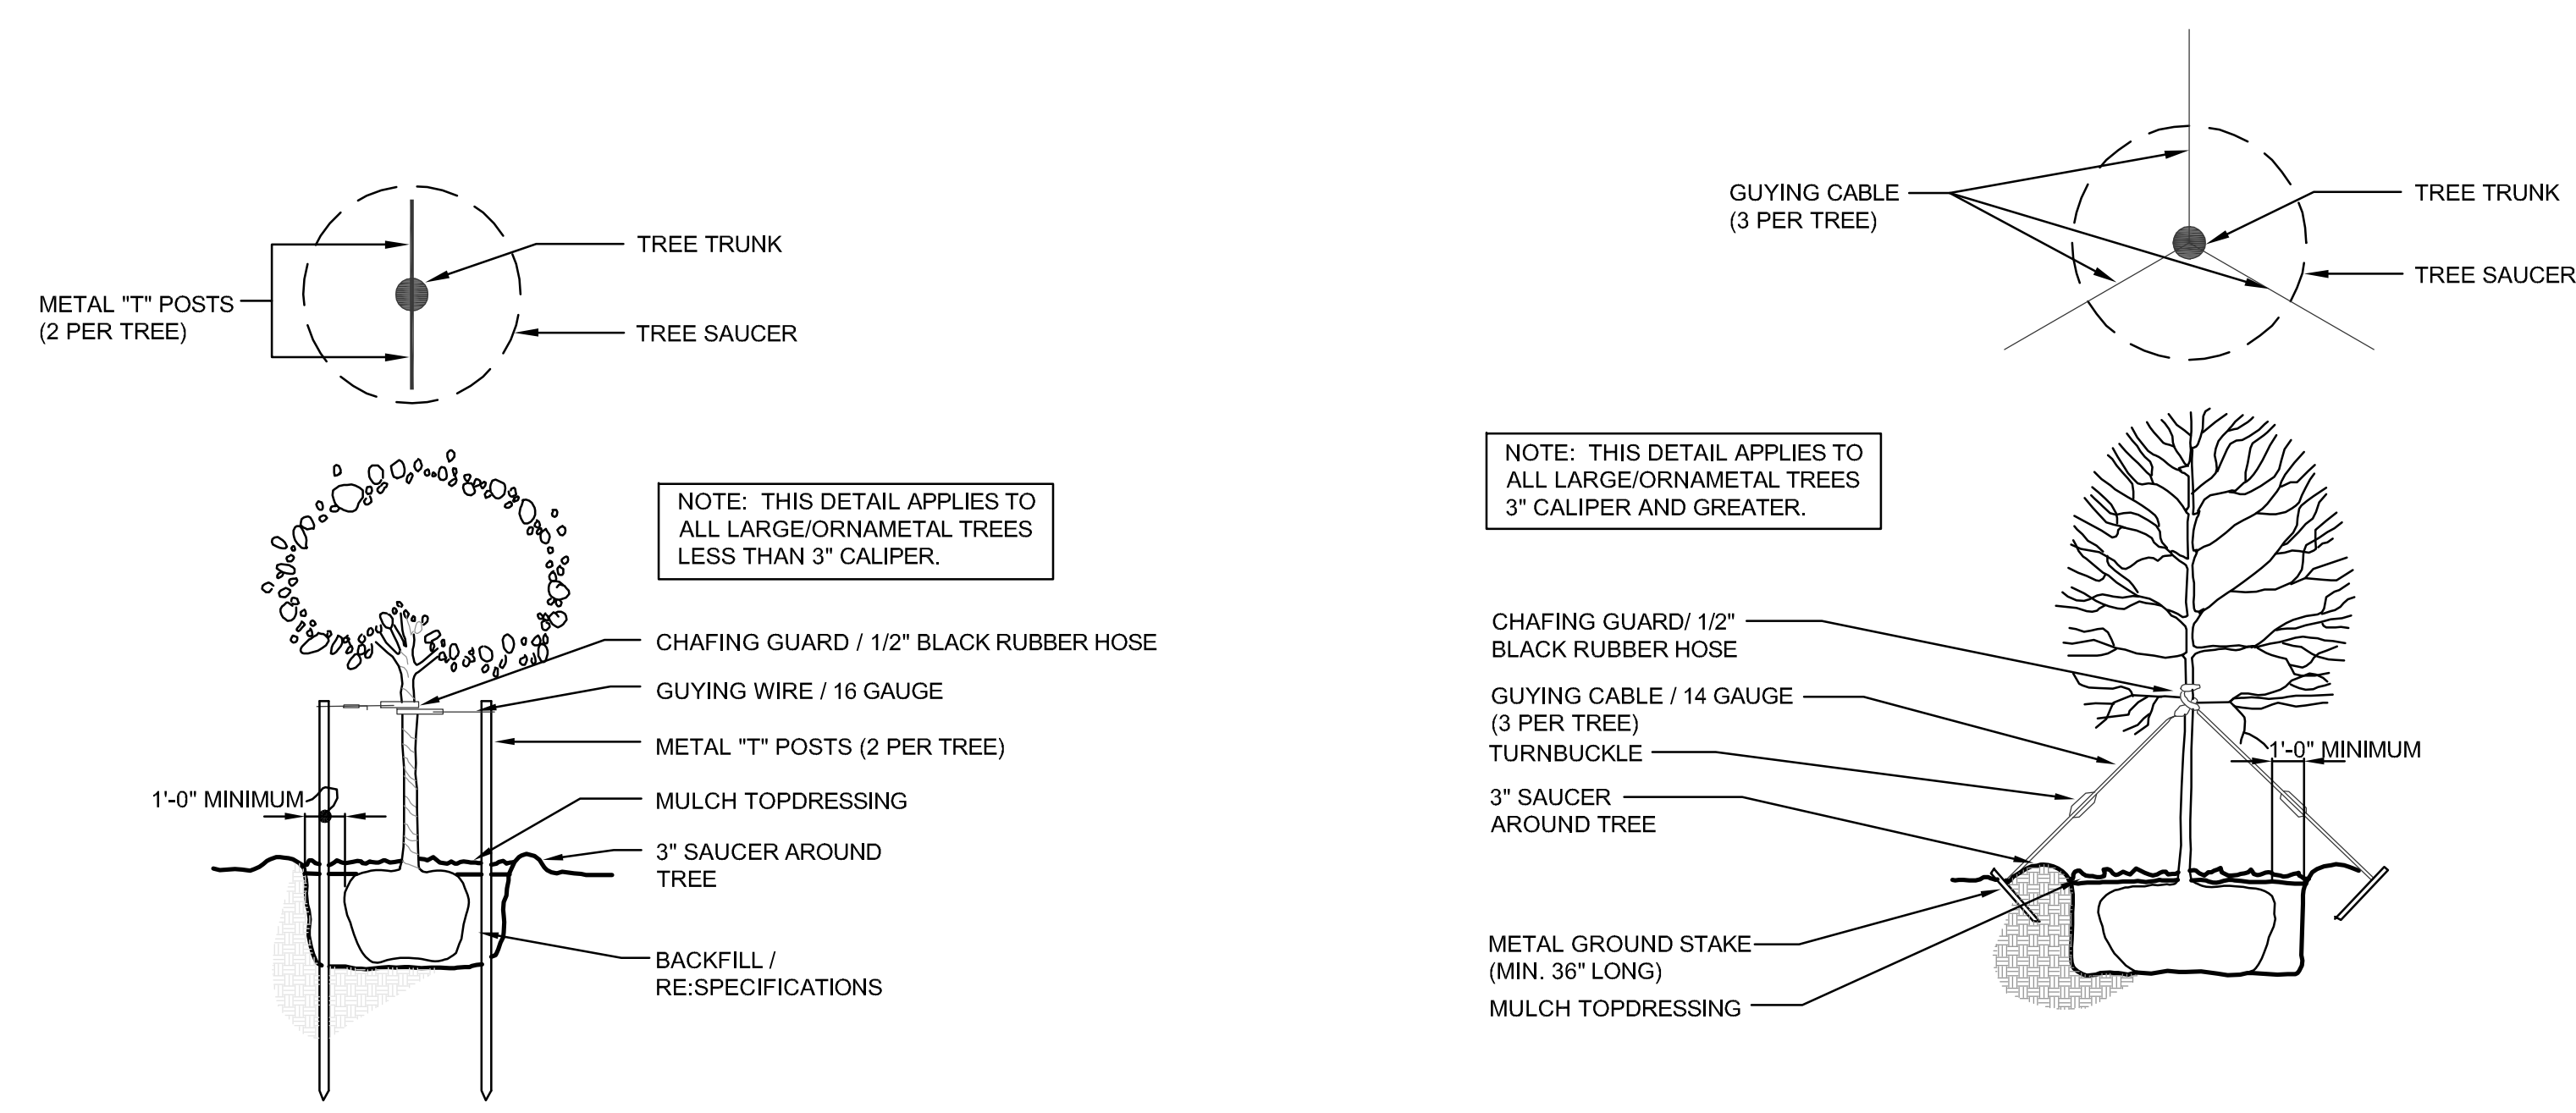 METAL "T" POSTS
(2 PER TREE)
TREE TRUNK
TREE SAUCER
NOTE:  THIS DETAIL APPLIES TO
ALL LARGE/ORNAMETAL TREES
LESS THAN 3" CALIPER.
CHAFING GUARD / 1/2" BLACK RUBBER HOSE
GUYING WIRE / 16 GAUGE
METAL "T" POSTS (2 PER TREE)
1'-0" MINIMUM
MULCH TOPDRESSING
3" SAUCER AROUND
TREE
BACKFILL /
RE:SPECIFICATIONS
GUYING CABLE
(3 PER TREE)
TREE TRUNK
TREE SAUCER
NOTE:  THIS DETAIL APPLIES TO
ALL LARGE/ORNAMETAL TREES
3" CALIPER AND GREATER.
CHAFING GUARD/ 1/2"
BLACK RUBBER HOSE
GUYING CABLE / 14 GAUGE
(3 PER TREE)
TURNBUCKLE
1'-0" MINIMUM
3" SAUCER
AROUND TREE
METAL GROUND STAKE
(MIN. 36" LONG)
MULCH TOPDRESSING